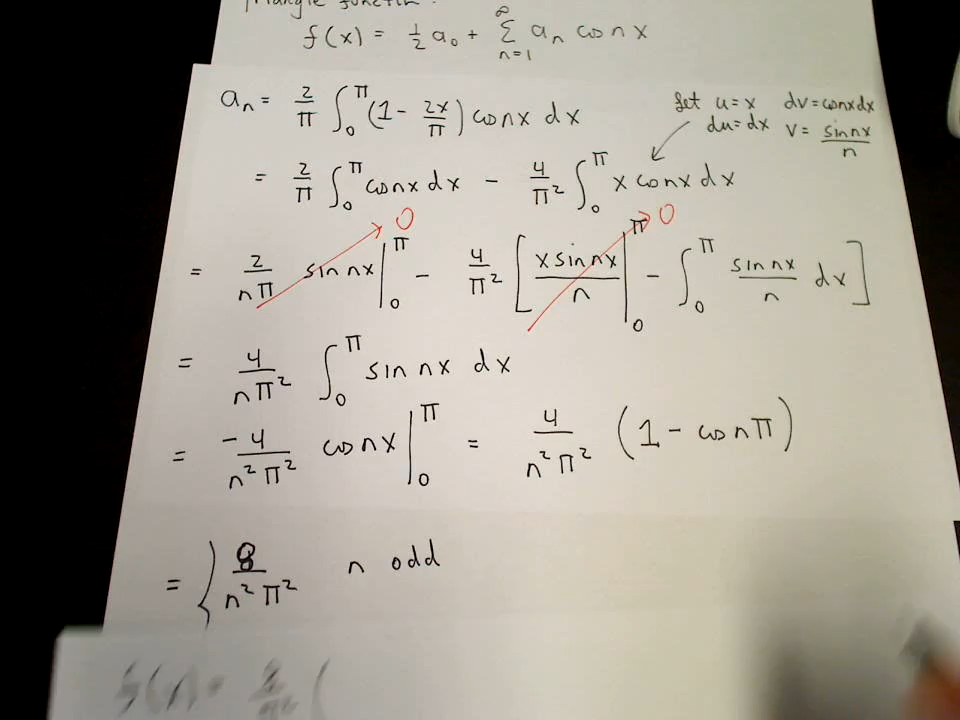 Triangle function
f(x) = ½ a₀ + ∞ Σ n=1 aₙ cos nx
aₙ = 2/π ∫₀^π (1 - 2x/π) cos nx dx
let u = x dv = cos nx dx
du = dx v = sin nx/n
= 2/π ∫₀^π cos nx dx - 4/π² ∫₀^π x cos nx dx
0 0
= 2/nπ sin nx |₀^π - 4/π² [ x sin nx/n |₀^π - ∫₀^π sin nx/n dx ]
= 4/nπ² ∫₀^π sin nx dx
= -4/n²π² cos nx |₀^π = 4/n²π² (1 - cos nπ)
= { 8/n²π² n odd
f(x) =